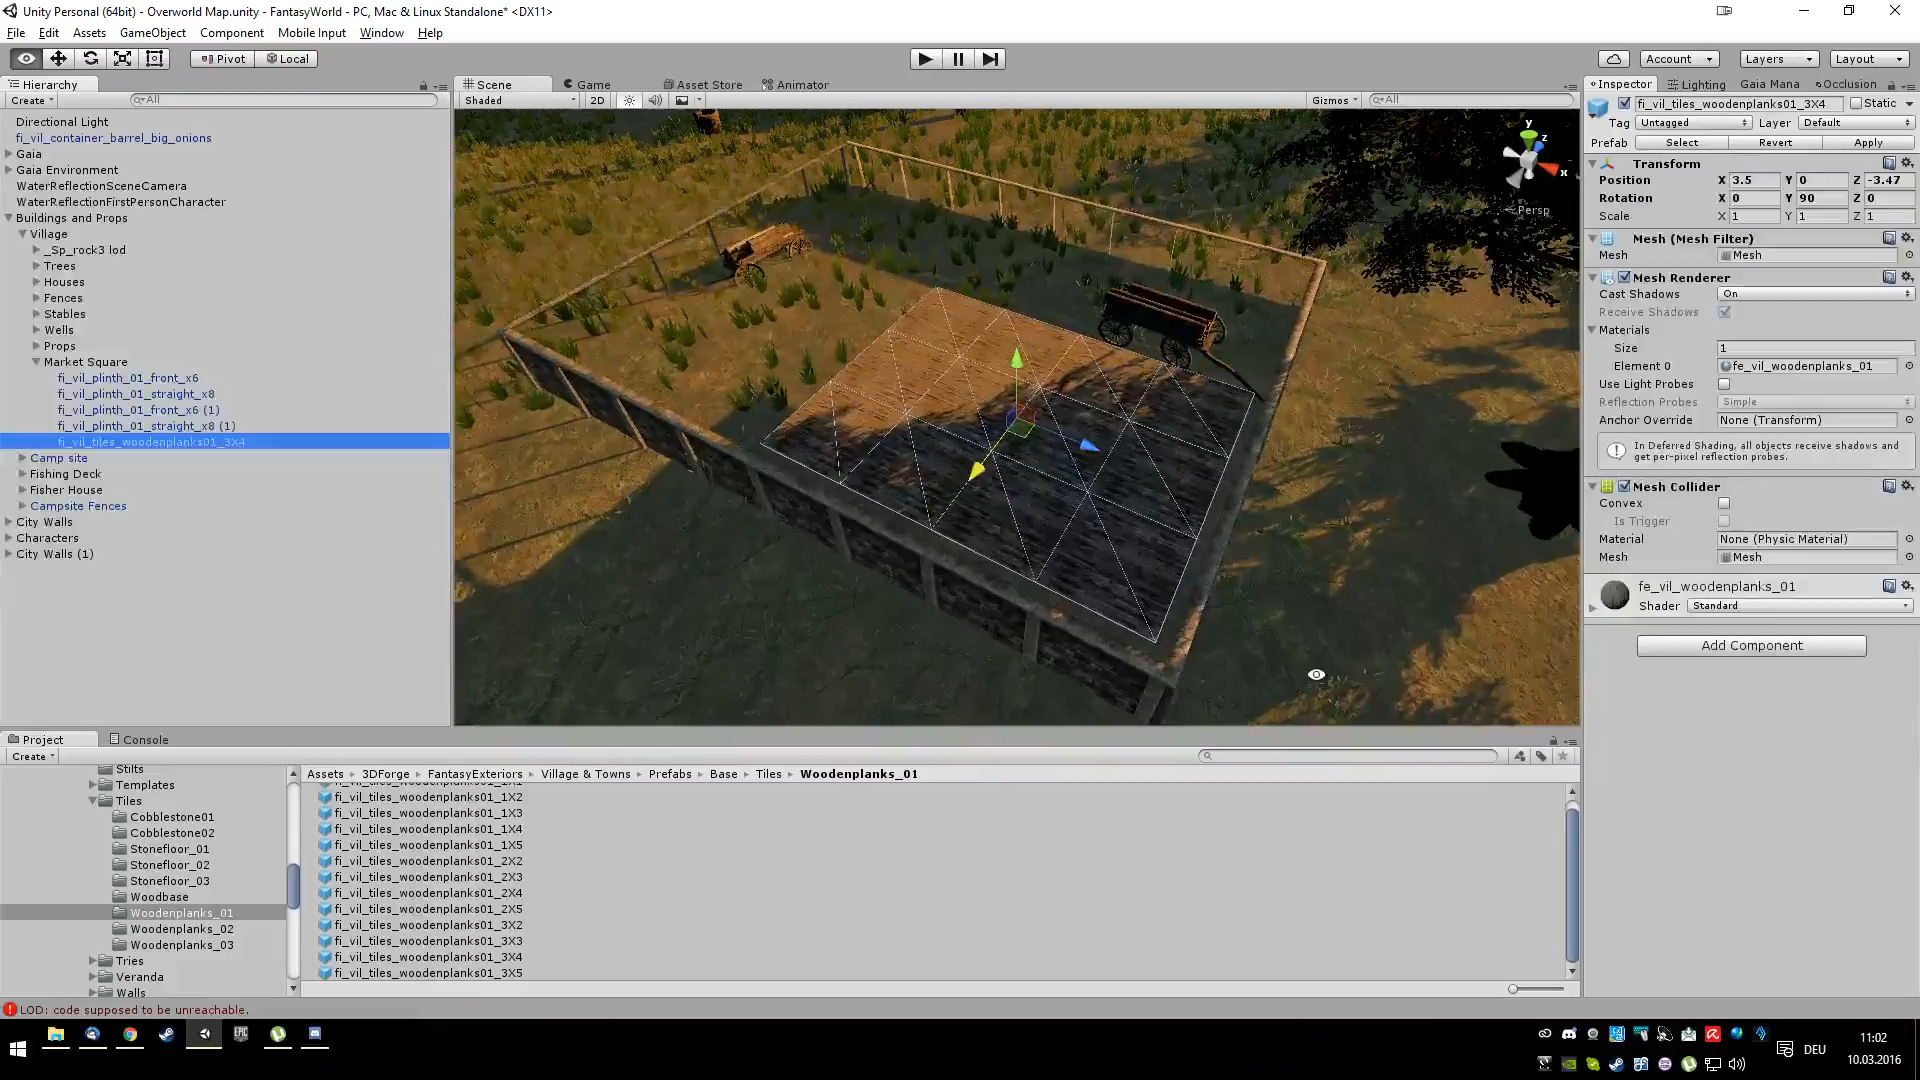 Unity Personal (64bit) - Overworld Map.unity - FantasyWorld - PC, Mac & Linux Standalone* <DX11>
File Edit Assets GameObject Component Mobile Input Window Help
Pivot Local Account Layers Layout
Hierarchy
Create All
Directional Light
fi_vil_container_barrel_big_onions
Gaia
Gaia Environment
WaterReflectionSceneCamera
WaterReflectionFirstPersonCharacter
Buildings and Props
Village
_Sp_rock3 lod
Trees
Houses
Fences
Stables
Wells
Props
Market Square
fi_vil_plinth_01_front_x6
fi_vil_plinth_01_straight_x8
fi_vil_plinth_01_front_x6 (1)
fi_vil_plinth_01_straight_x8 (1)
fi_vil_tiles_woodenplanks01_3X4
Camp site
Fishing Deck
Fisher House
Campsite Fences
City Walls
Characters
City Walls (1)
Scene Game Asset Store Animator
Shaded 2D Gizmos All
y
z
x
Persp
Inspector Lighting Gaia Mana Occlusion
fi_vil_tiles_woodenplanks01_3X4 Static
Tag Untagged Layer Default
Prefab Select Revert Apply
Transform
Position X 3.5 Y 0 Z -3.47
Rotation X 0 Y 90 Z 0
Scale X 1 Y 1 Z 1
Mesh (Mesh Filter)
Mesh Mesh
Mesh Renderer
Cast Shadows On
Receive Shadows
Materials
Size 1
Element 0 fe_vil_woodenplanks_01
Use Light Probes
Reflection Probes Simple
Anchor Override None (Transform)
In Deferred Shading, all objects receive shadows and
get per-pixel reflection probes.
Mesh Collider
Convex
Is Trigger
Material None (Physic Material)
Mesh Mesh
fe_vil_woodenplanks_01
Shader Standard
Add Component
Project Console
Create
Stilts
Templates
Tiles
Cobblestone01
Cobblestone02
Stonefloor_01
Stonefloor_02
Stonefloor_03
Woodbase
Woodenplanks_01
Woodenplanks_02
Woodenplanks_03
Tries
Veranda
Walls
Assets 3DForge FantasyExteriors Village & Towns Prefabs Base Tiles Woodenplanks_01
fi_vil_tiles_woodenplanks01_1X1
fi_vil_tiles_woodenplanks01_1X2
fi_vil_tiles_woodenplanks01_1X3
fi_vil_tiles_woodenplanks01_1X4
fi_vil_tiles_woodenplanks01_1X5
fi_vil_tiles_woodenplanks01_2X2
fi_vil_tiles_woodenplanks01_2X3
fi_vil_tiles_woodenplanks01_2X4
fi_vil_tiles_woodenplanks01_2X5
fi_vil_tiles_woodenplanks01_3X2
fi_vil_tiles_woodenplanks01_3X3
fi_vil_tiles_woodenplanks01_3X4
fi_vil_tiles_woodenplanks01_3X5
LOD: code supposed to be unreachable.
EPIC
DEU
11:02
10.03.2016